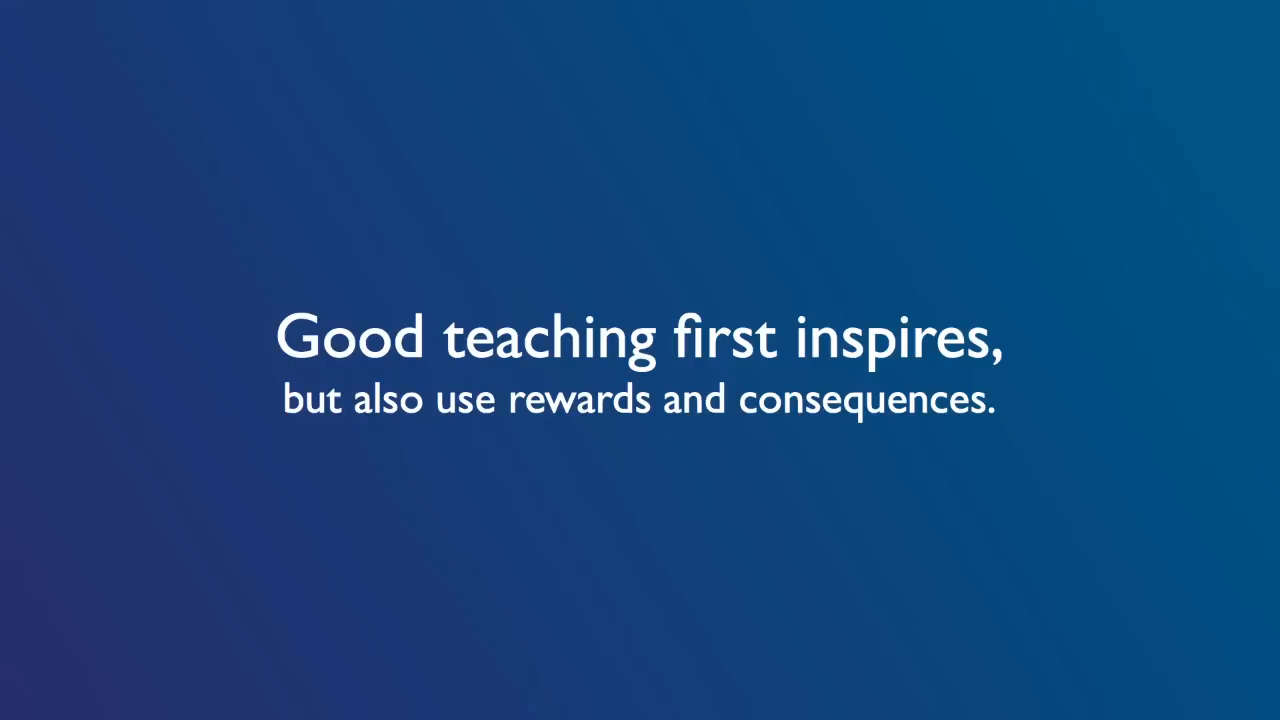 Good teaching first inspires,
but also use rewards and consequences.